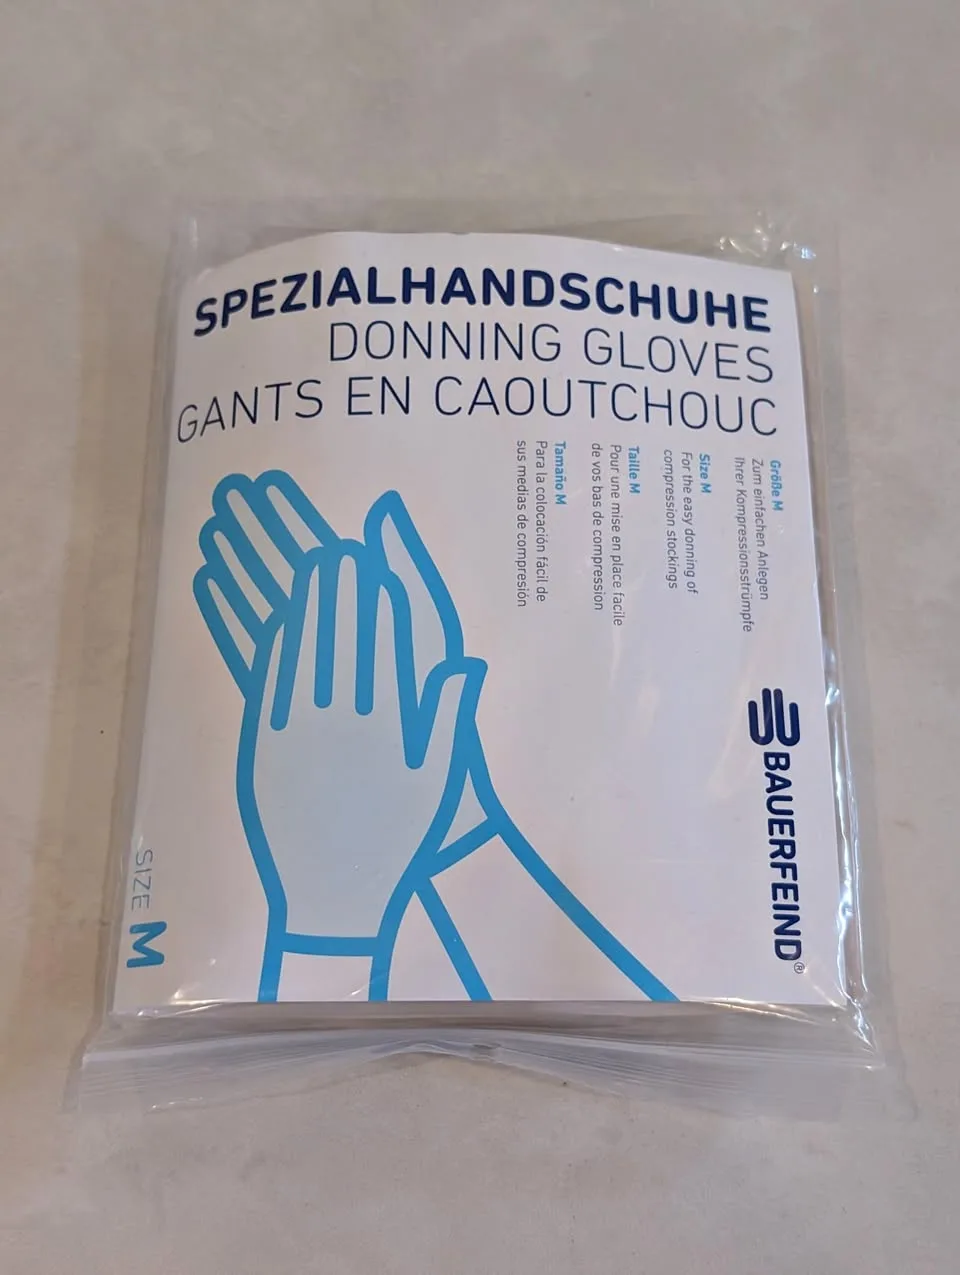 SPEZIALHANDSCHUHE
DONNING GLOVES
GANTS EN CAOUTCHOUC
Größe M
Zum einfachen Anlegen
Ihrer Kompressionsstrümpfe
Size M
For the easy donning of
compression stockings
Taille M
Pour une mise en place facile
de vos bas de compression
Tamaño M
Para la colocación fácil de
sus medias de compresión
BAUERFEIND®
SIZE M